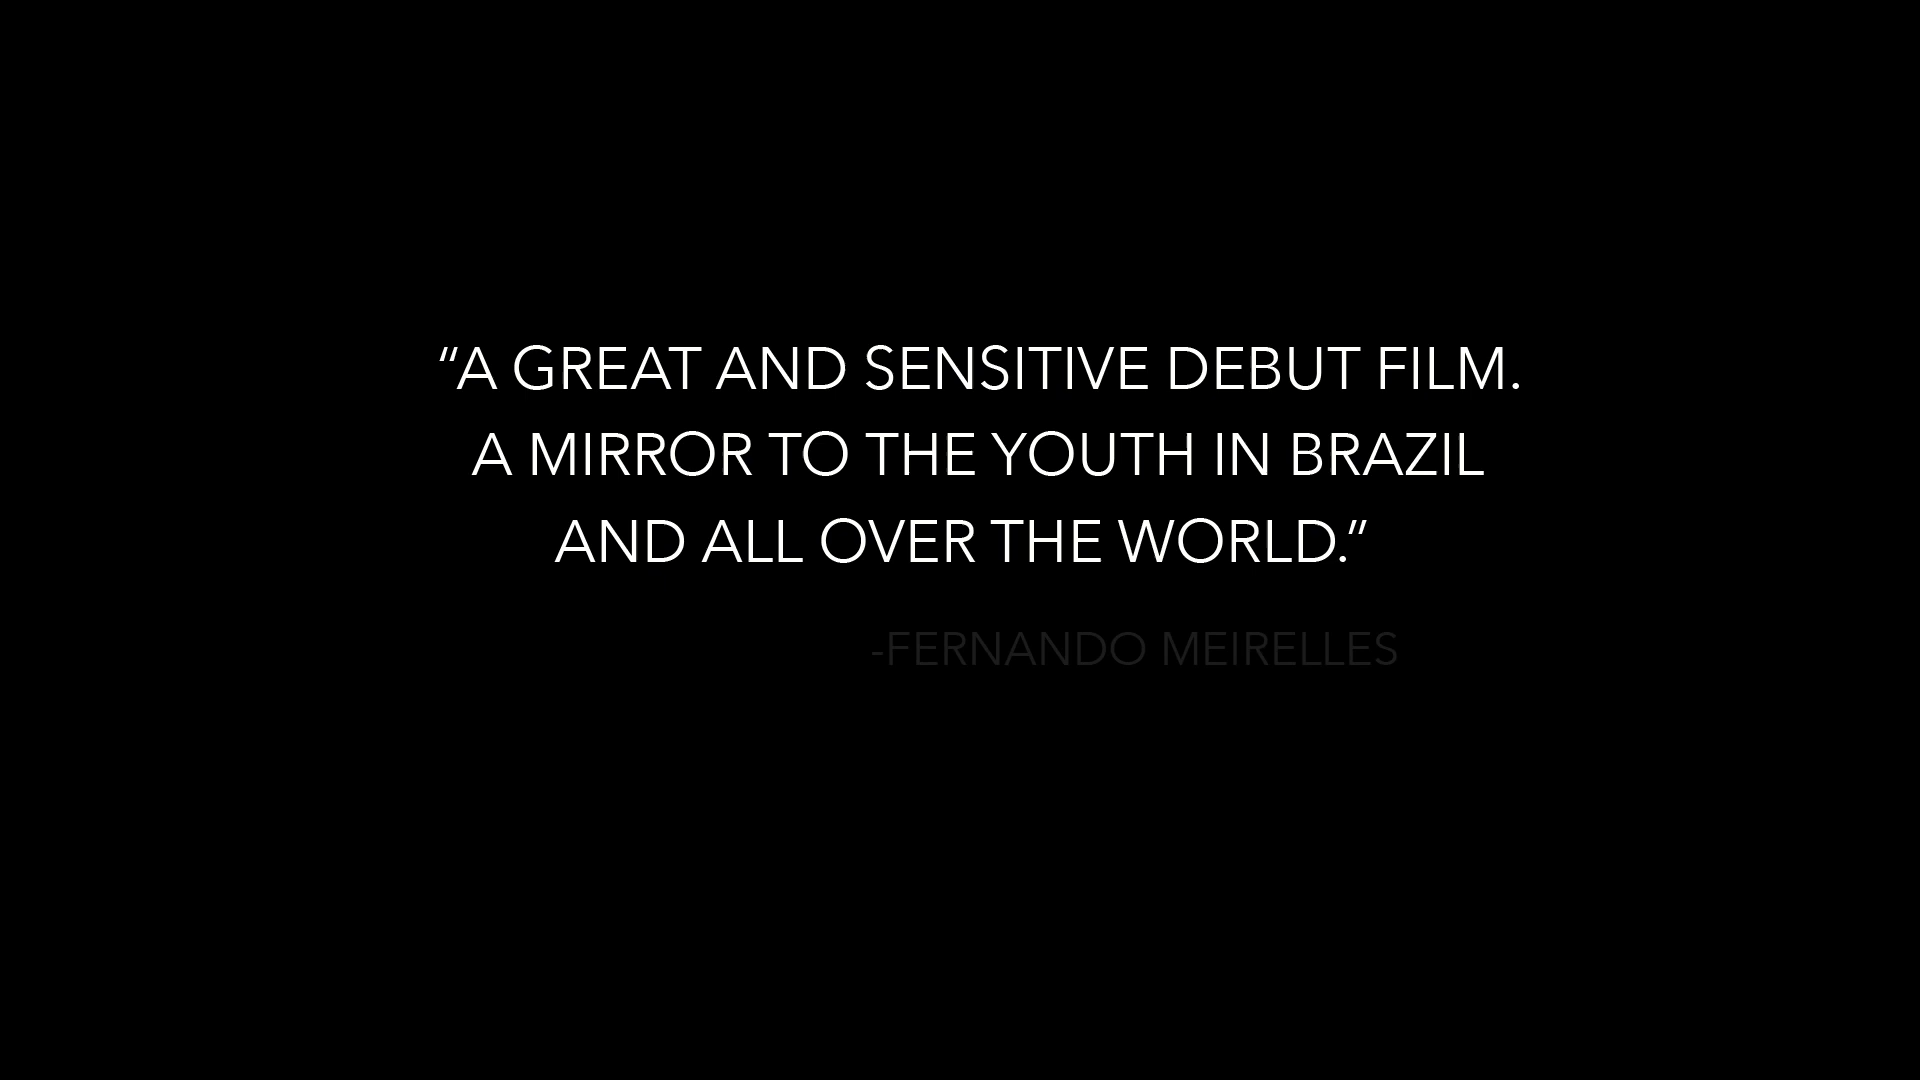 “A GREAT AND SENSITIVE DEBUT FILM.
A MIRROR TO THE YOUTH IN BRAZIL
AND ALL OVER THE WORLD.”
-FERNANDO MEIRELLES